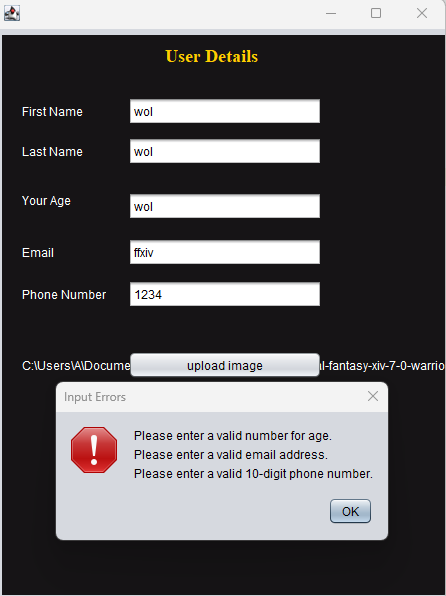 User Details
First Name
wol
Last Name
wol
Your Age
wol
Email
ffxiv
Phone Number
1234
C:\Users\A\Docume
upload image
l-fantasy-xiv-7-0-warrio
Input Errors
Please enter a valid number for age.
Please enter a valid email address.
Please enter a valid 10-digit phone number.
OK